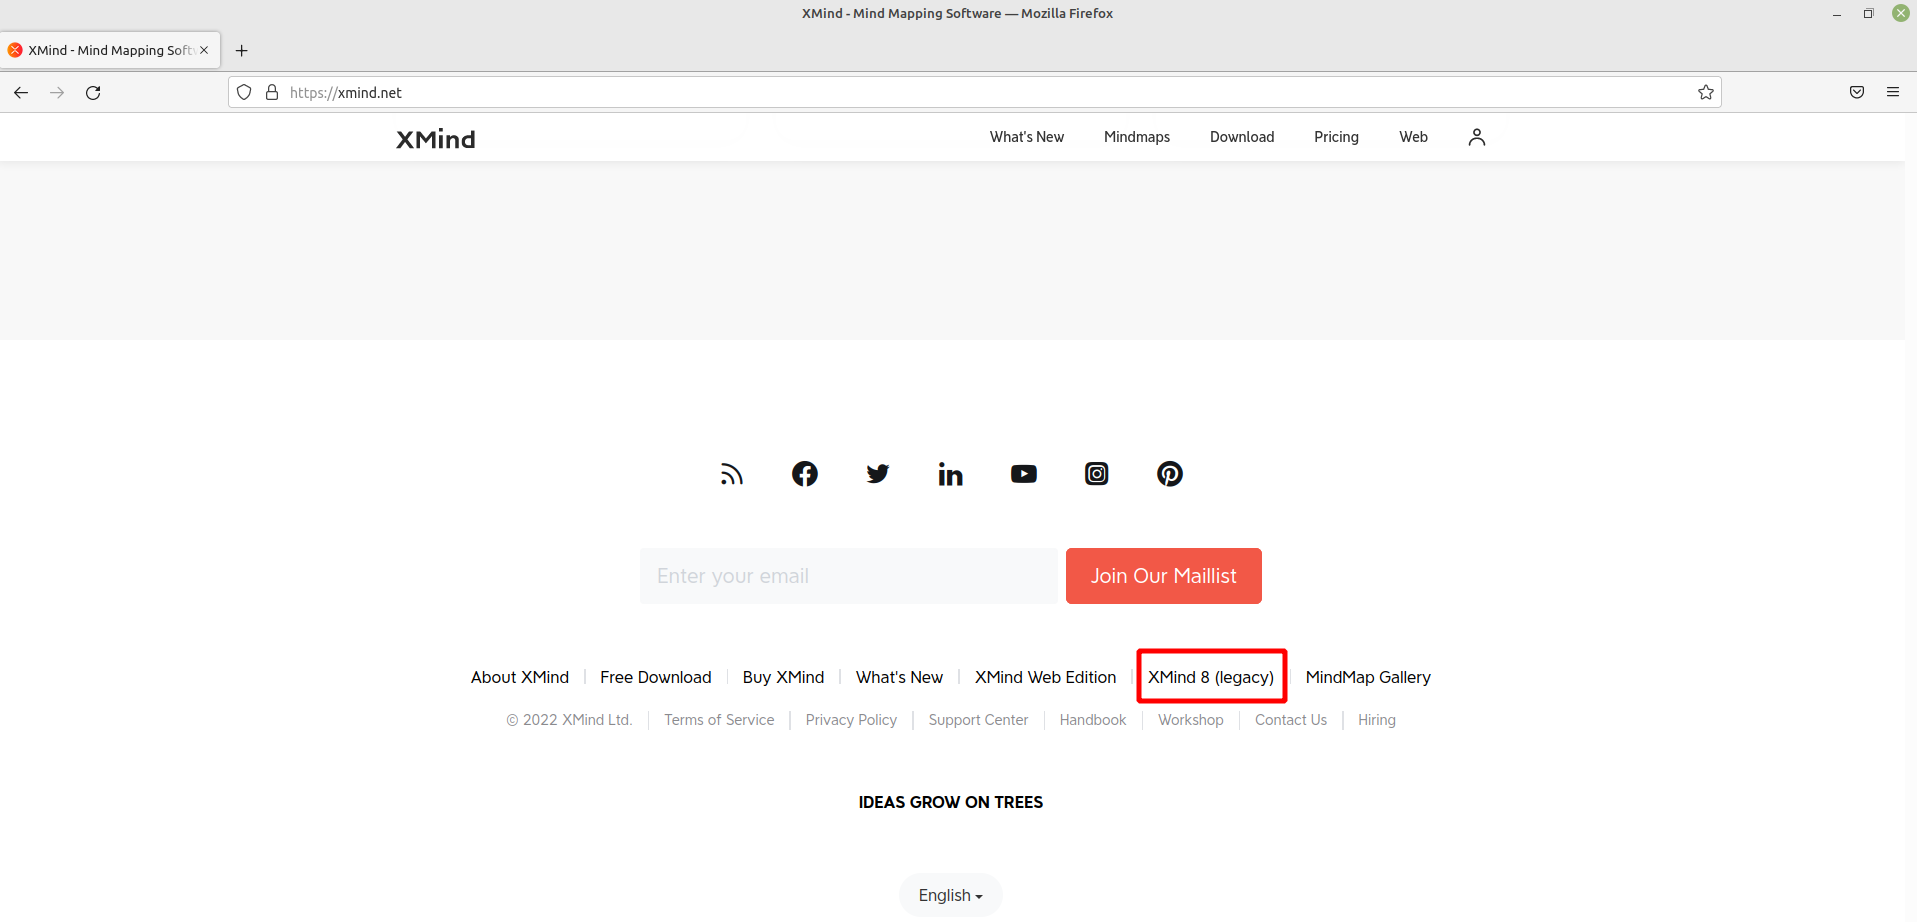 XMind - Mind Mapping Software — Mozilla Firefox
XMind - Mind Mapping Soft
https://xmind.net
XMind
What's New Mindmaps Download Pricing Web
Enter your email
Join Our Maillist
About XMind Free Download Buy XMind What's New XMind Web Edition XMind 8 (legacy) MindMap Gallery
© 2022 XMind Ltd. Terms of Service Privacy Policy Support Center Handbook Workshop Contact Us Hiring
IDEAS GROW ON TREES
English